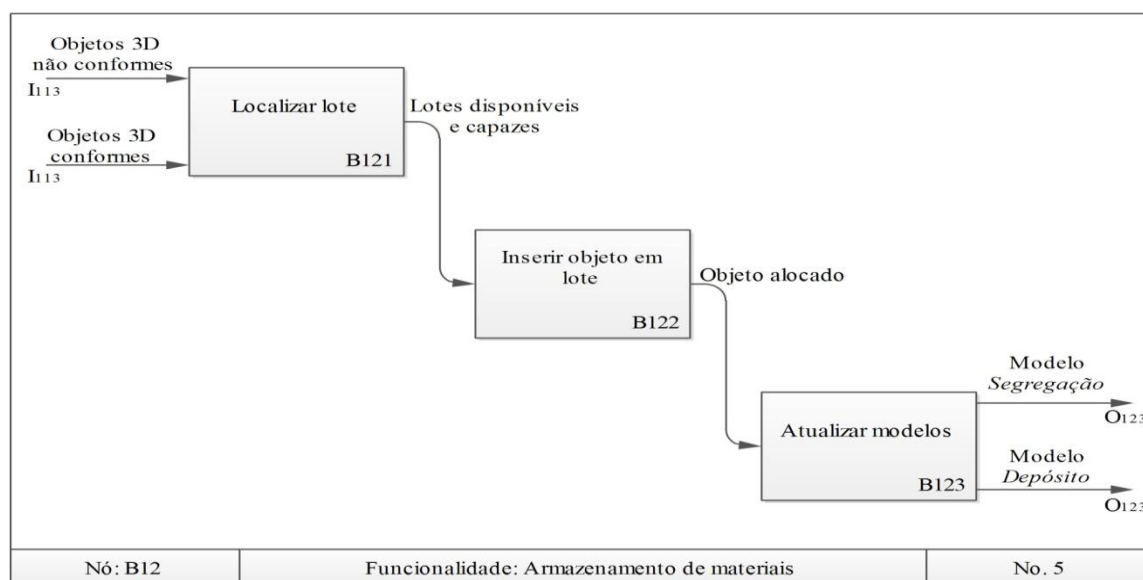 Objetos 3D
não conformes
I113
Objetos 3D
conformes
I113
Localizar lote
B121
Lotes disponíveis
e capazes
Inserir objeto em
lote
B122
Objeto alocado
Atualizar modelos
B123
Modelo
Segregação
O123
Modelo
Depósito
O123
Nó: B12
Funcionalidade: Armazenamento de materiais
No. 5